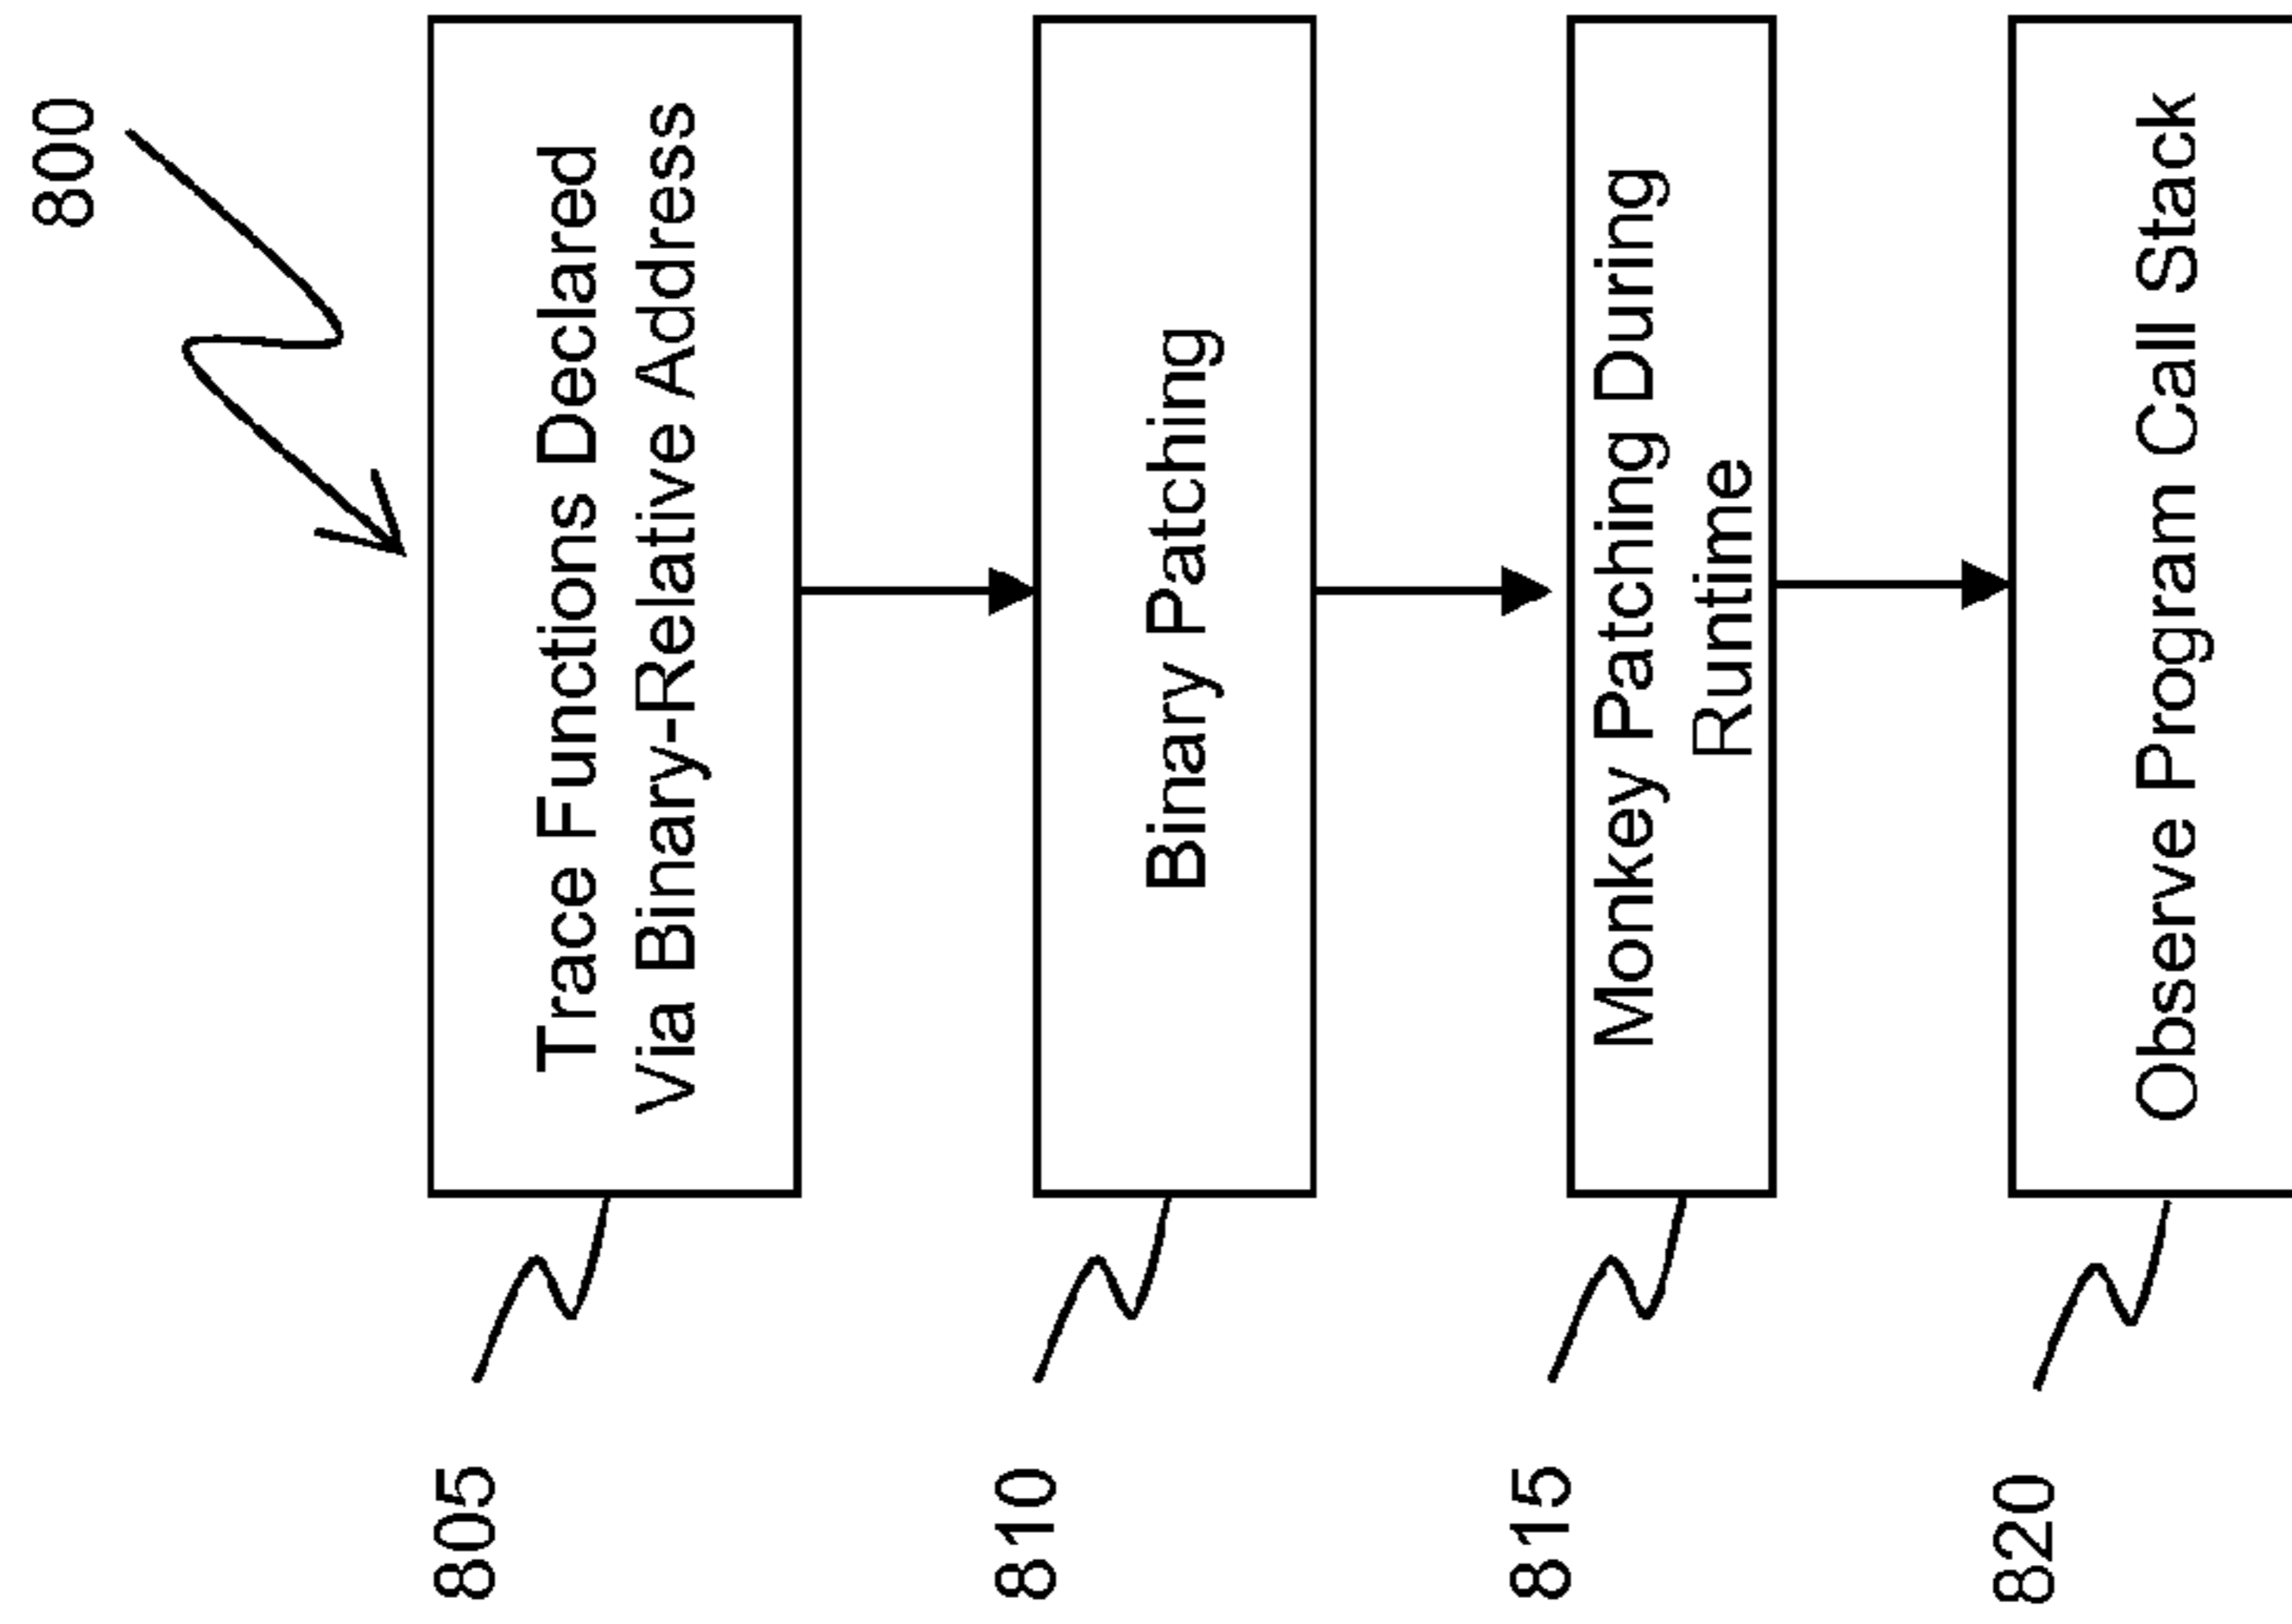 800
805
Trace Functions Declared
Via Binary-Relative Address
810
Binary Patching
815
Monkey Patching During
Runtime
820
Observe Program Call Stack